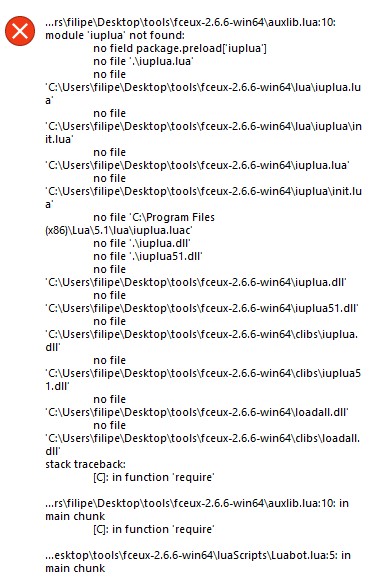 ...rs\filipe\Desktop\tools\fceux-2.6.6-win64\auxlib.lua:10:
module 'iuplua' not found:
no field package.preload['iuplua']
no file '.\iuplua.lua'
no file
'C:\Users\filipe\Desktop\tools\fceux-2.6.6-win64\lua\iuplua.lu
a'
no file
'C:\Users\filipe\Desktop\tools\fceux-2.6.6-win64\lua\iuplua\in
it.lua'
no file
'C:\Users\filipe\Desktop\tools\fceux-2.6.6-win64\iuplua.lua'
no file
'C:\Users\filipe\Desktop\tools\fceux-2.6.6-win64\iuplua\init.lu
a'
no file 'C:\Program Files
(x86)\Lua\5.1\lua\iuplua.luac'
no file '.\iuplua.dll'
no file '.\iuplua51.dll'
no file
'C:\Users\filipe\Desktop\tools\fceux-2.6.6-win64\iuplua.dll'
no file
'C:\Users\filipe\Desktop\tools\fceux-2.6.6-win64\iuplua51.dll'
no file
'C:\Users\filipe\Desktop\tools\fceux-2.6.6-win64\clibs\iuplua.
dll'
no file
'C:\Users\filipe\Desktop\tools\fceux-2.6.6-win64\clibs\iuplua5
1.dll'
no file
'C:\Users\filipe\Desktop\tools\fceux-2.6.6-win64\loadall.dll'
no file
'C:\Users\filipe\Desktop\tools\fceux-2.6.6-win64\clibs\loadall.
dll'
stack traceback:
[C]: in function 'require'
...rs\filipe\Desktop\tools\fceux-2.6.6-win64\auxlib.lua:10: in
main chunk
[C]: in function 'require'
...esktop\tools\fceux-2.6.6-win64\luaScripts\Luabot.lua:5: in
main chunk